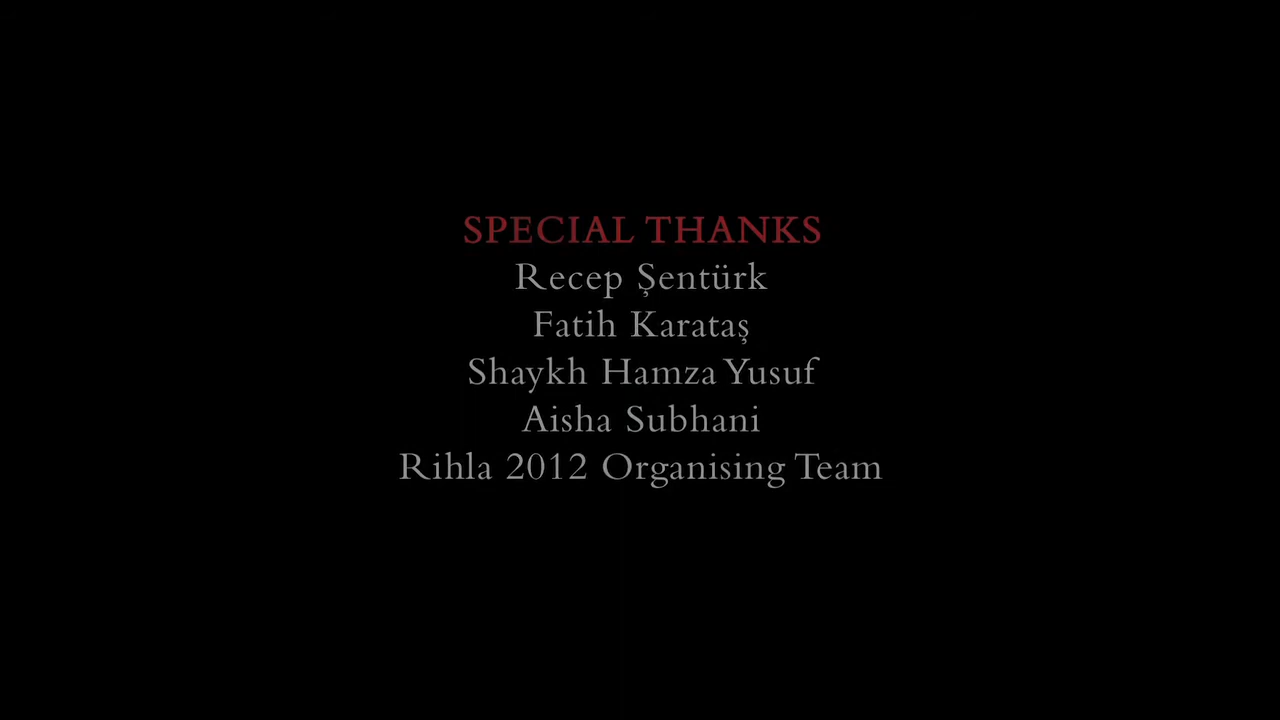 SPECIAL THANKS
Recep Şentürk
Fatih Karataş
Shaykh Hamza Yusuf
Aisha Subhani
Rihla 2012 Organising Team